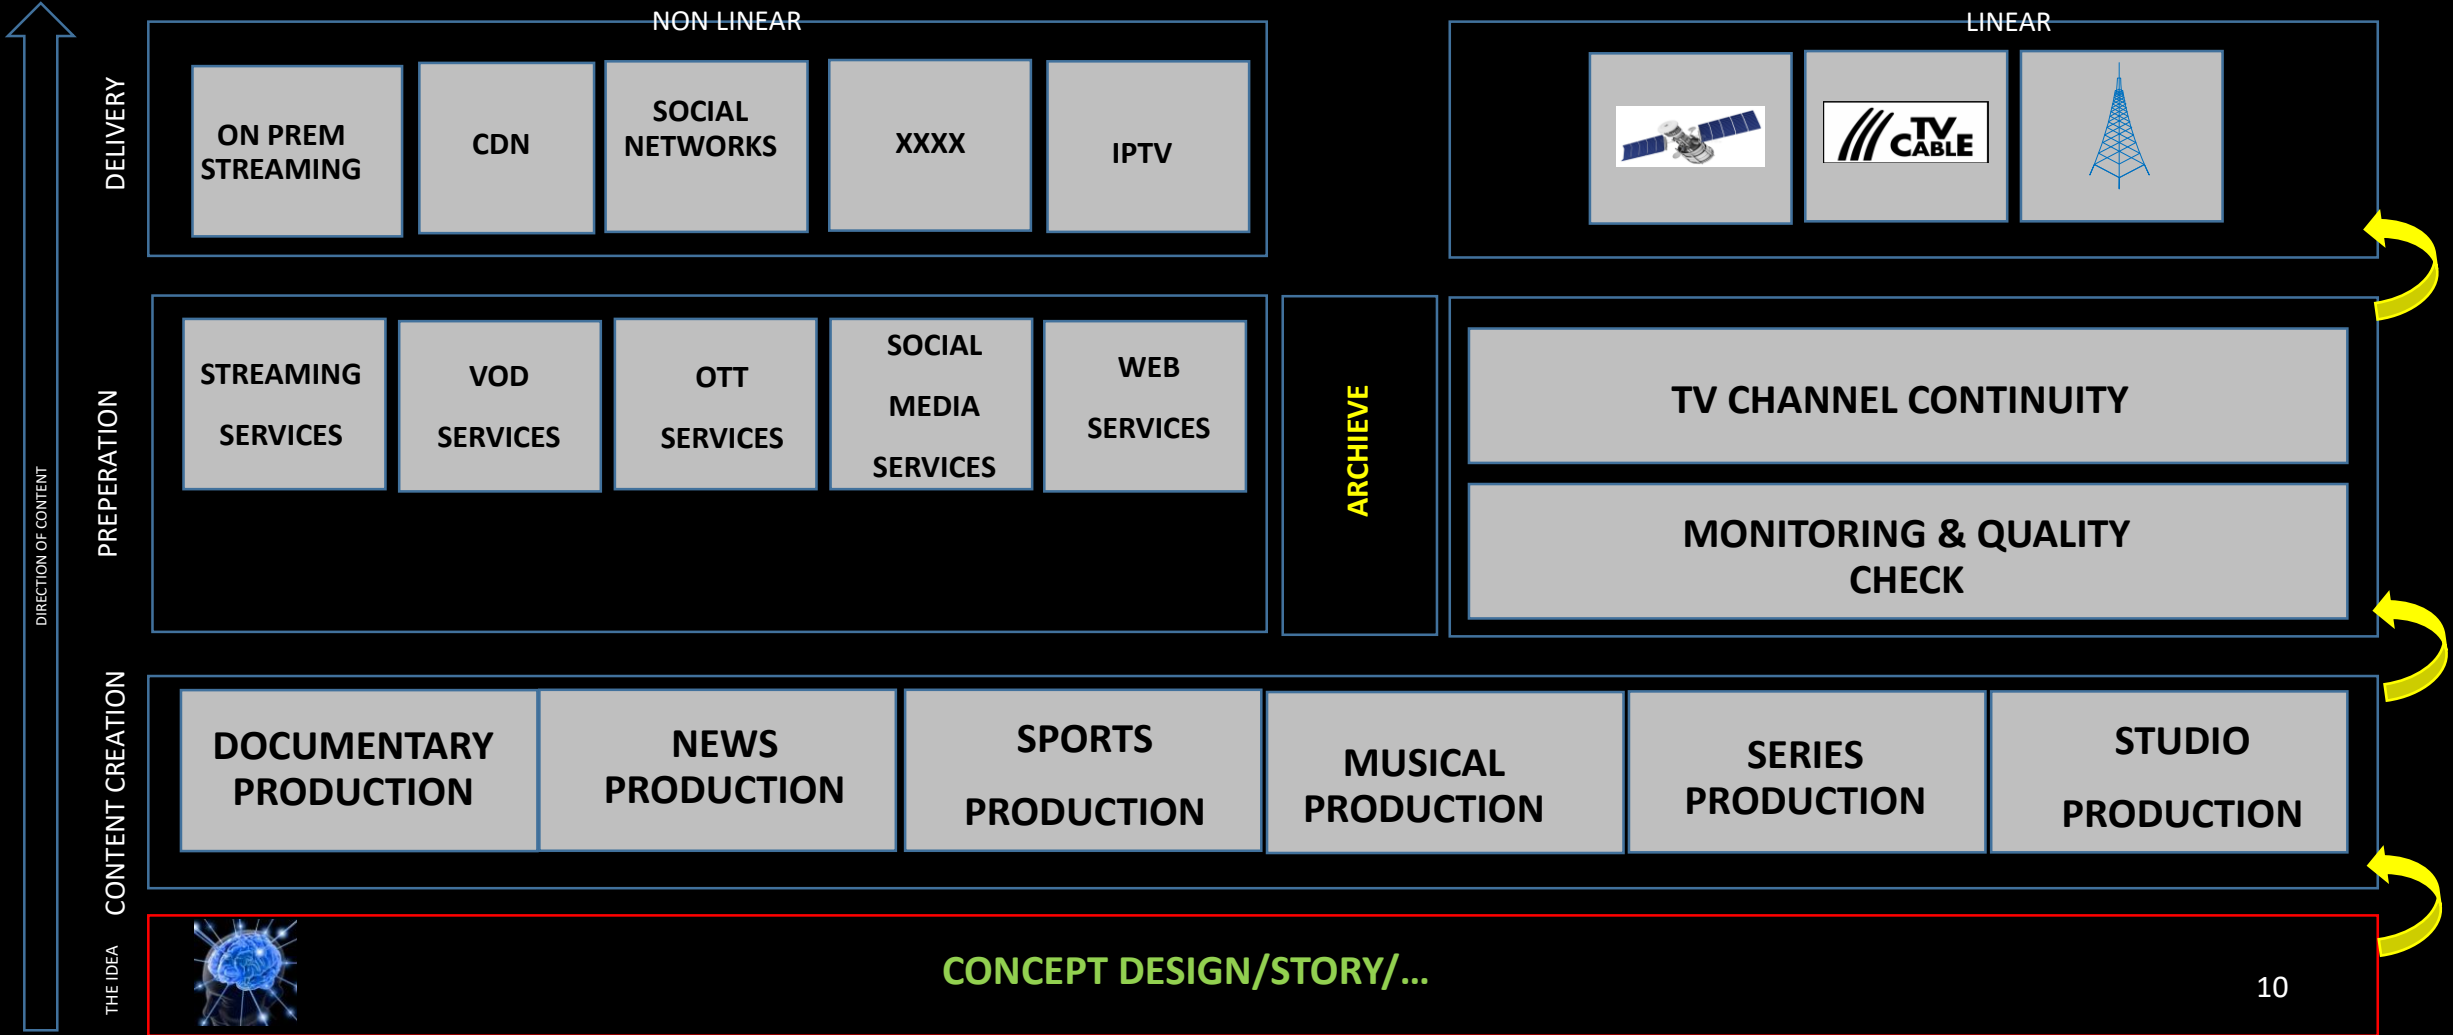 NON LINEAR
LINEAR
DELIVERY
ON PREM
STREAMING
CDN
SOCIAL
NETWORKS
XXXX
IPTV
TV
CABLE
PREPERATION
STREAMING
SERVICES
VOD
SERVICES
OTT
SERVICES
SOCIAL
MEDIA
SERVICES
WEB
SERVICES
ARCHIEVE
TV CHANNEL CONTINUITY
MONITORING & QUALITY
CHECK
DIRECTION OF CONTENT
CONTENT CREATION
DOCUMENTARY
PRODUCTION
NEWS
PRODUCTION
SPORTS
PRODUCTION
MUSICAL
PRODUCTION
SERIES
PRODUCTION
STUDIO
PRODUCTION
THE IDEA
CONCEPT DESIGN/STORY/...
10